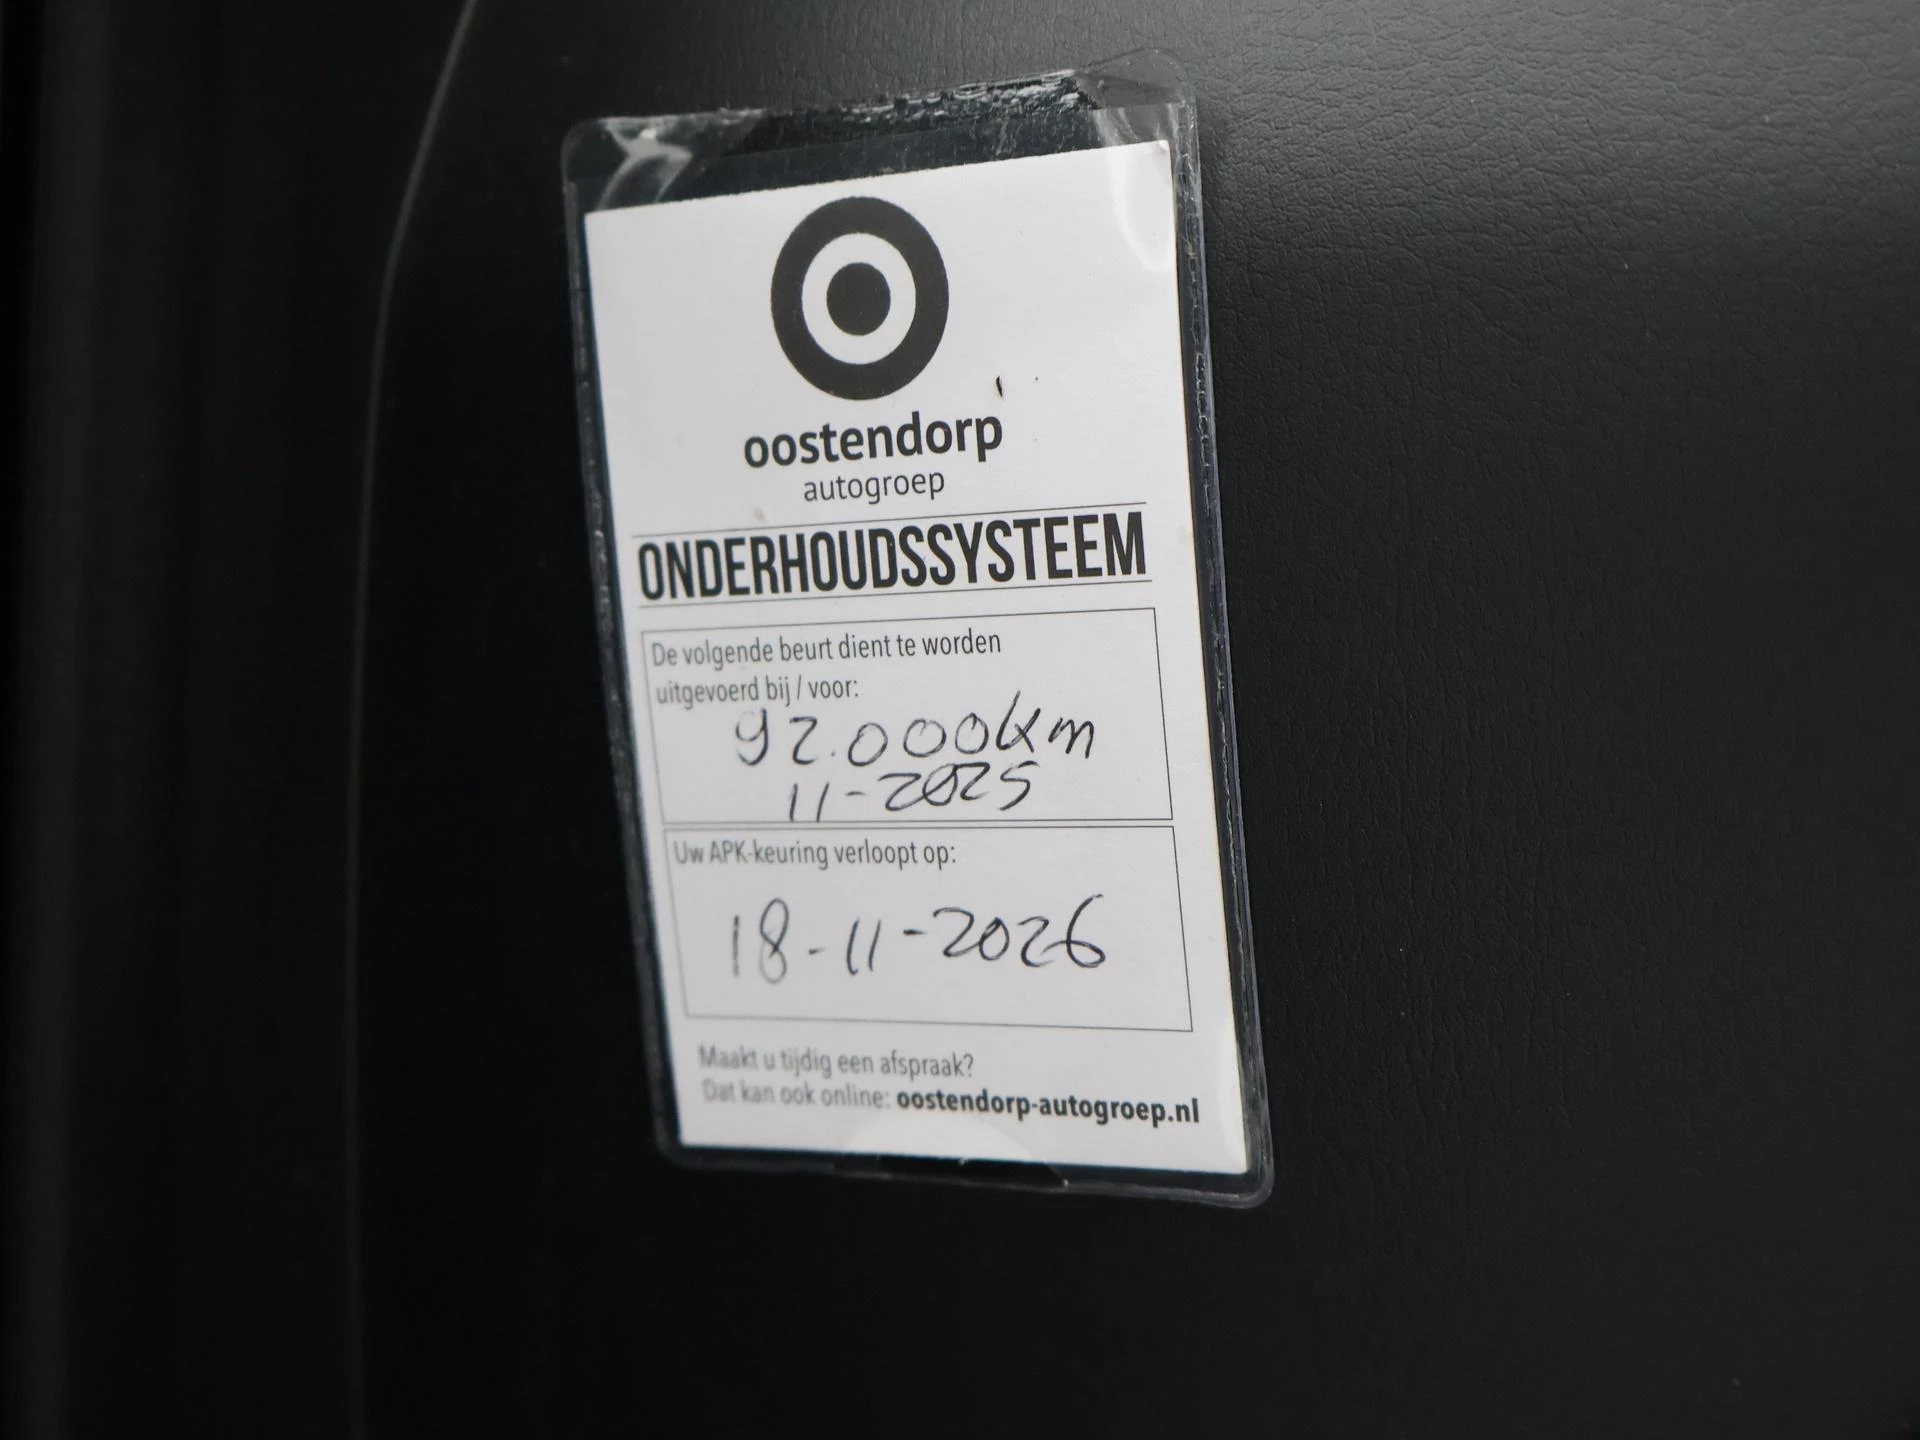 oostendorp
autogroep
ONDERHOUDSSYSTEEM
De volgende beurt dient te worden
uitgevoerd bij / voor:
92.000km
11-2025
Uw APK-keuring verloopt op:
18-11-2026
Maakt u tijdig een afspraak?
Dat kan ook online: oostendorp-autogroep.nl